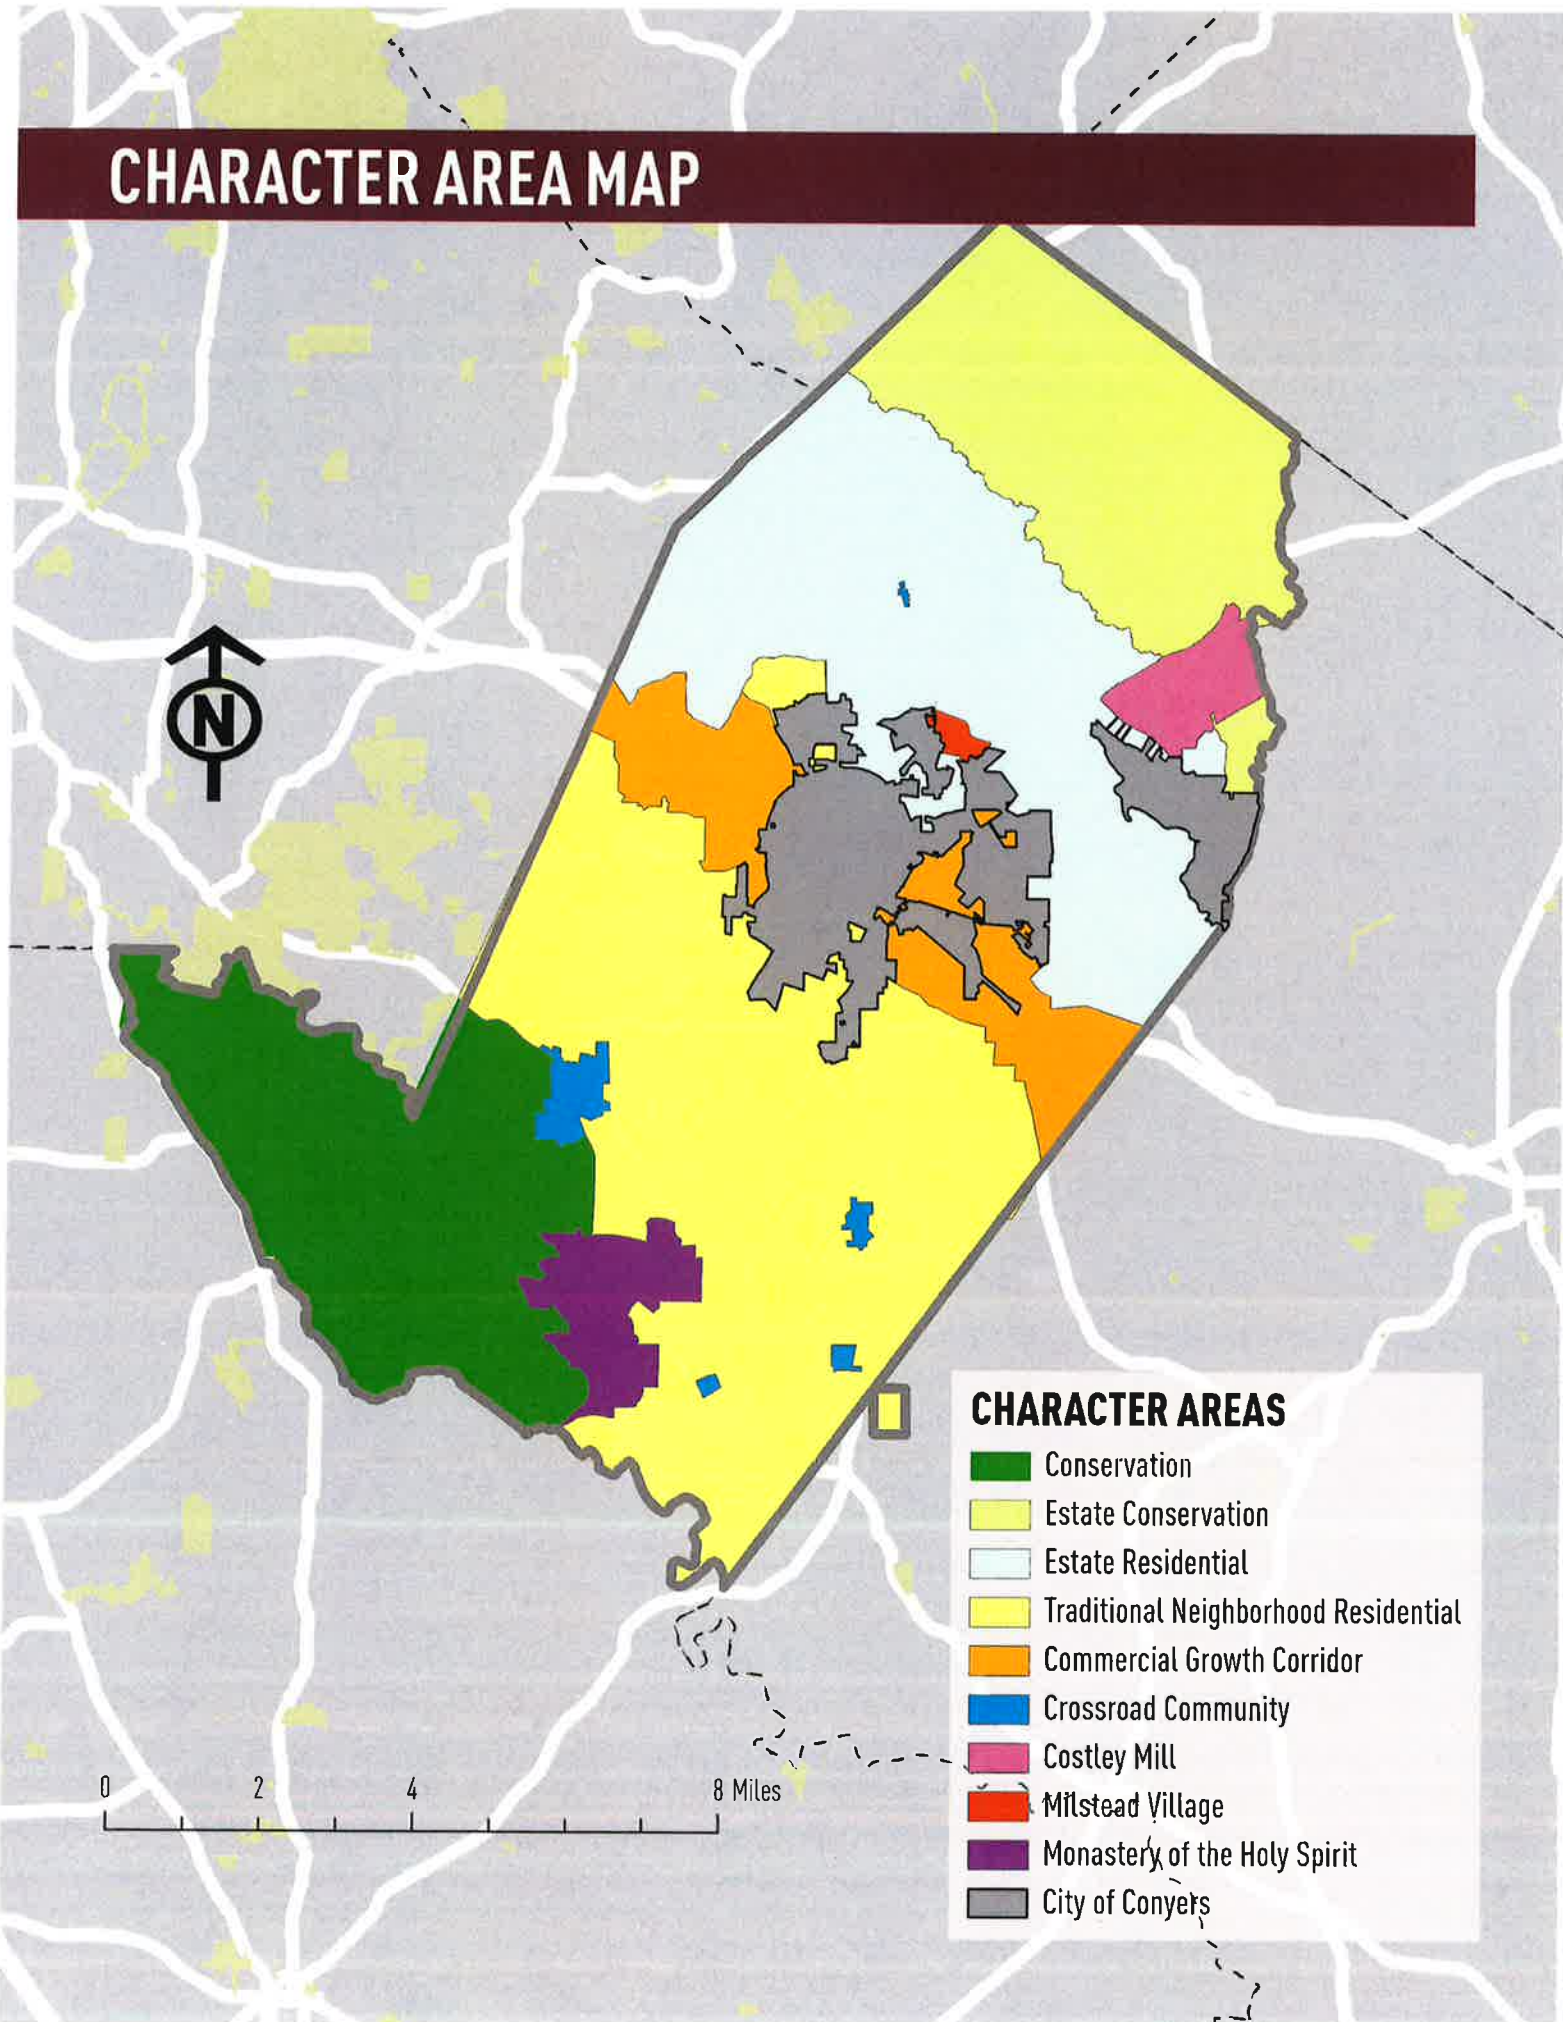 CHARACTER AREA MAP
N
CHARACTER AREAS
Conservation
Estate Conservation
Estate Residential
Traditional Neighborhood Residential
Commercial Growth Corridor
Crossroad Community
Costley Mill
Milstead Village
Monastery of the Holy Spirit
City of Conyers
0 2 4 8 Miles